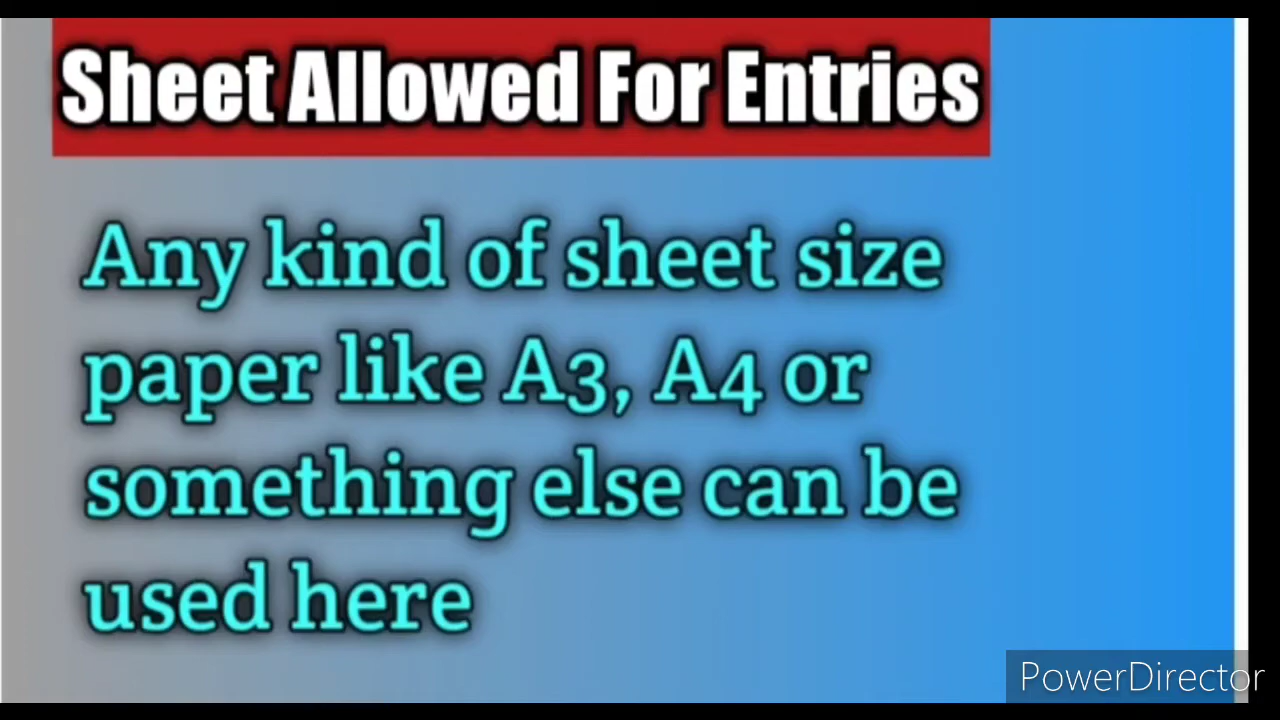 Sheet Allowed For Entries
Any kind of sheet size
paper like A3, A4 or
something else can be
used here
PowerDirector